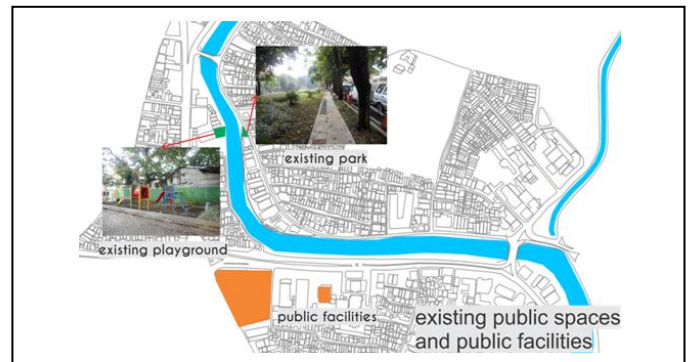 existing park
existing playground
public facilities
existing public spaces
and public facilities